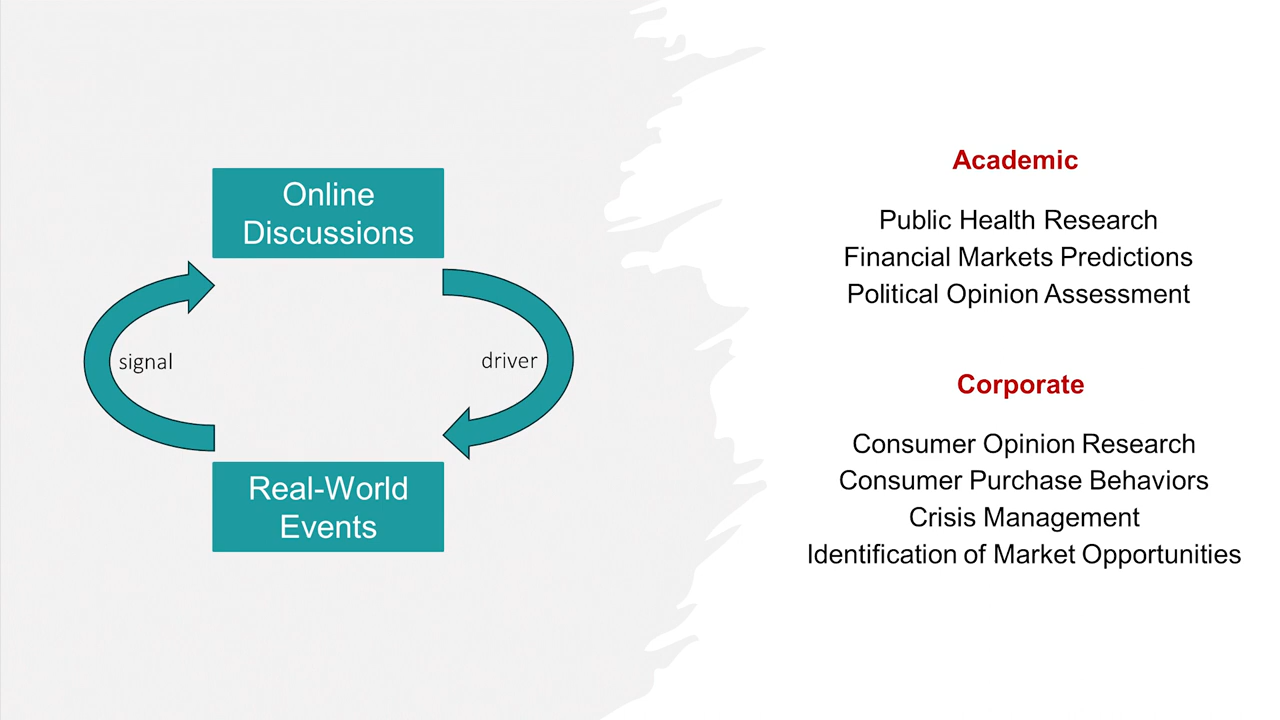 Online
Discussions
signal
driver
Real-World
Events
Academic
Public Health Research
Financial Markets Predictions
Political Opinion Assessment
Corporate
Consumer Opinion Research
Consumer Purchase Behaviors
Crisis Management
Identification of Market Opportunities